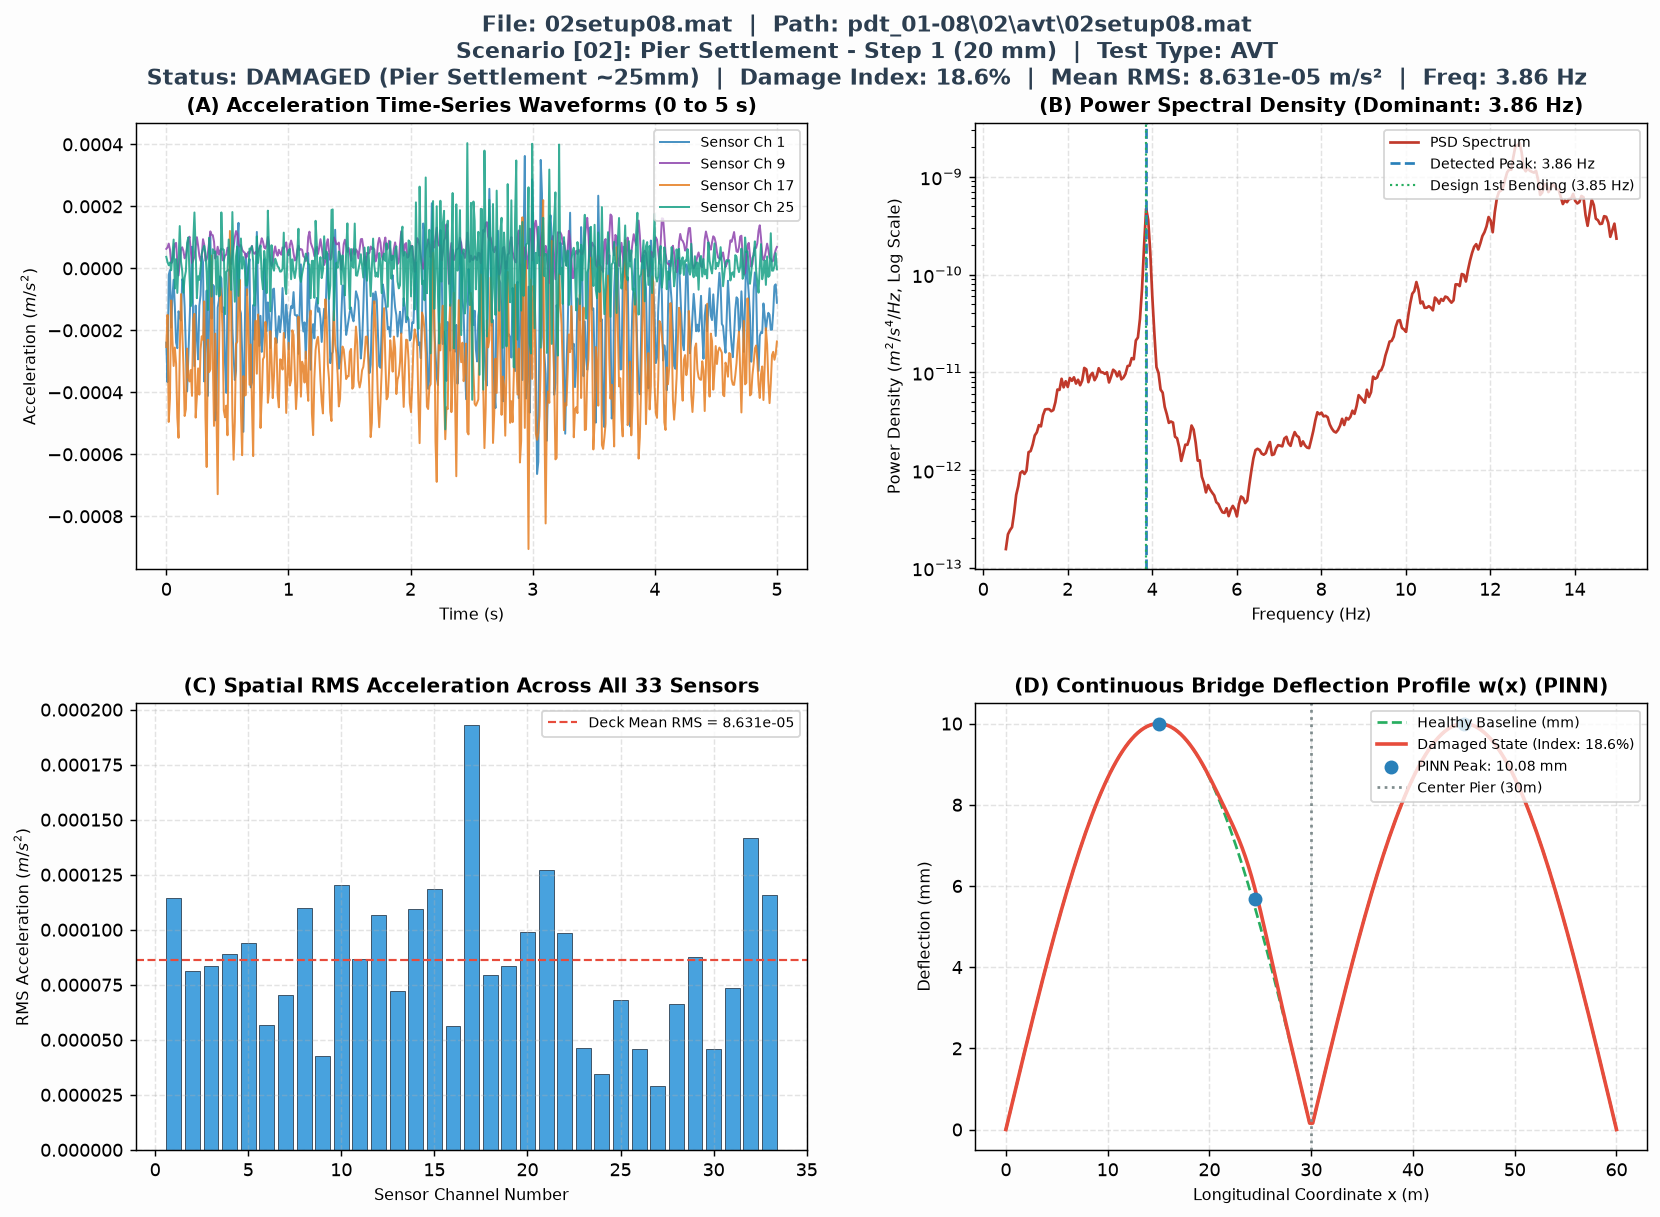 File: 02setup08.mat | Path: pdt_01-08\02\avt\02setup08.mat
Scenario [02]: Pier Settlement - Step 1 (20 mm) | Test Type: AVT
Status: DAMAGED (Pier Settlement ~25mm) | Damage Index: 18.6% | Mean RMS: 8.631e-05 m/s² | Freq: 3.86 Hz
(A) Acceleration Time-Series Waveforms (0 to 5 s)
Sensor Ch 1
Sensor Ch 9
Sensor Ch 17
Sensor Ch 25
Acceleration (m/s²)
0.0004
0.0002
0.0000
−0.0002
−0.0004
−0.0006
−0.0008
0 1 2 3 4 5
Time (s)
(B) Power Spectral Density (Dominant: 3.86 Hz)
PSD Spectrum
Detected Peak: 3.86 Hz
Design 1st Bending (3.85 Hz)
Power Density (m²/s⁴/Hz, Log Scale)
10⁻⁹
10⁻¹⁰
10⁻¹¹
10⁻¹²
10⁻¹³
0 2 4 6 8 10 12 14
Frequency (Hz)
(C) Spatial RMS Acceleration Across All 33 Sensors
Deck Mean RMS = 8.631e-05
RMS Acceleration (m/s²)
0.000200
0.000175
0.000150
0.000125
0.000100
0.000075
0.000050
0.000025
0.000000
0 5 10 15 20 25 30 35
Sensor Channel Number
(D) Continuous Bridge Deflection Profile w(x) (PINN)
Healthy Baseline (mm)
Damaged State (Index: 18.6%)
PINN Peak: 10.08 mm
Center Pier (30m)
Deflection (mm)
10
8
6
4
2
0
0 10 20 30 40 50 60
Longitudinal Coordinate x (m)